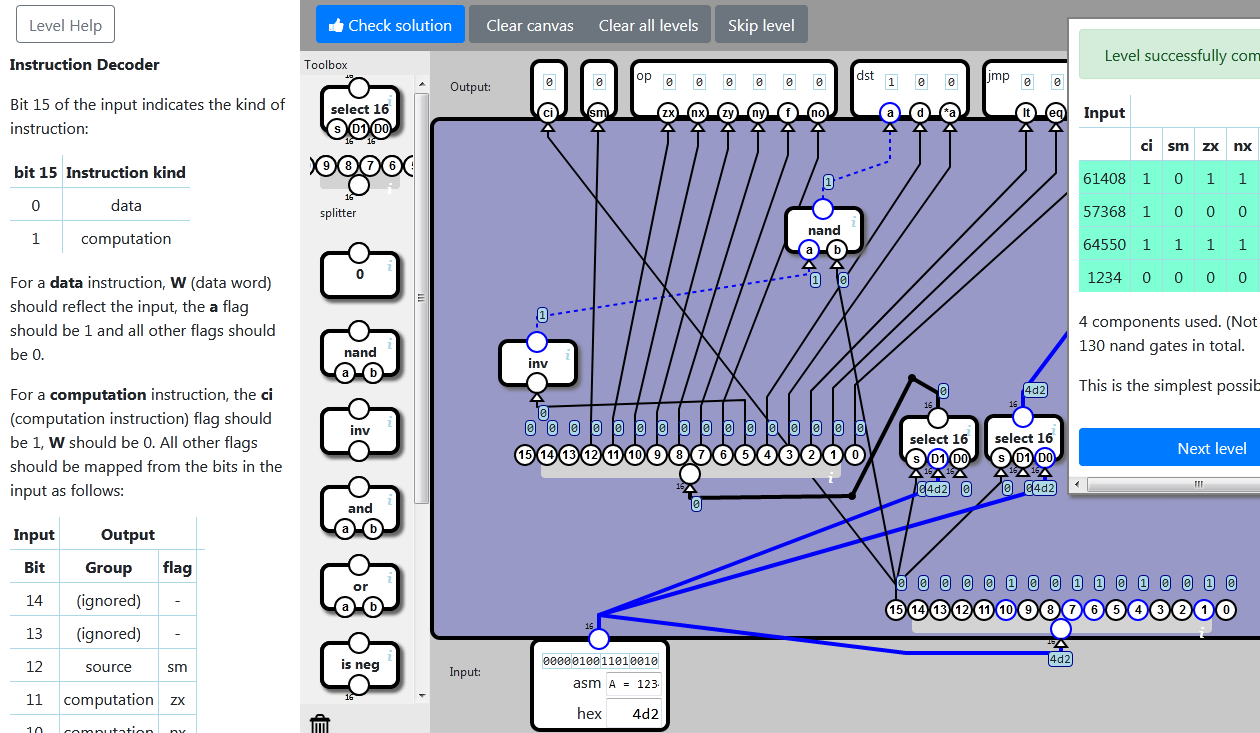 Level Help
Check solution
Clear canvas
Clear all levels
Skip level
Instruction Decoder
Bit 15 of the input indicates the kind of
instruction:
bit 15 Instruction kind
0 data
1 computation
For a data instruction, W (data word)
should reflect the input, the a flag
should be 1 and all other flags should
be 0.
For a computation instruction, the ci
(computation instruction) flag should
be 1, W should be 0. All other flags
should be mapped from the bits in the
input as follows:
Input Output
Bit Group flag
14 (ignored) -
13 (ignored) -
12 source sm
11 computation zx
10 computation nx
Toolbox
16
select 16
s D1 D0
16 16
9 8 7 6
16
splitter
0
nand
a b
inv
and
a b
or
a b
is neg
16
Output:
0 0 op 0 0 0 0 0 0 dst 1 0 0 jmp 0 0
ci sm zx nx zy ny f no a d *a lt eq
1
nand
a b
1 0
1
inv
0
0 0 0 0 0 0 0 0 0 0 0 0 0 0 0 0
15 14 13 12 11 10 9 8 7 6 5 4 3 2 1 0
16
0
0
16
select 16
s D1 D0
0 4d2 0
4d2
16
select 16
s D1 D0
0 0 4d2
0 0 0 0 0 1 0 0 1 1 0 1 0 0 1 0
15 14 13 12 11 10 9 8 7 6 5 4 3 2 1 0
16
4d2
Input:
16
0000010011010010
asm A = 123
hex 4d2
Level successfully com
Input
ci sm zx nx
61408 1 0 1 1
57368 1 0 0 0
64550 1 1 1 1
1234 0 0 0 0
4 components used. (Not
130 nand gates in total.
This is the simplest possib
Next level